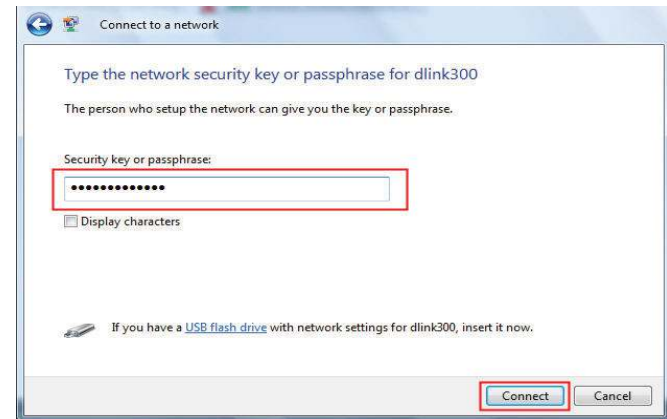 Connect to a network
Type the network security key or passphrase for dlink300
The person who setup the network can give you the key or passphrase.
Security key or passphrase:
•••••••••••••
Display characters
If you have a USB flash drive with network settings for dlink300, insert it now.
Connect Cancel